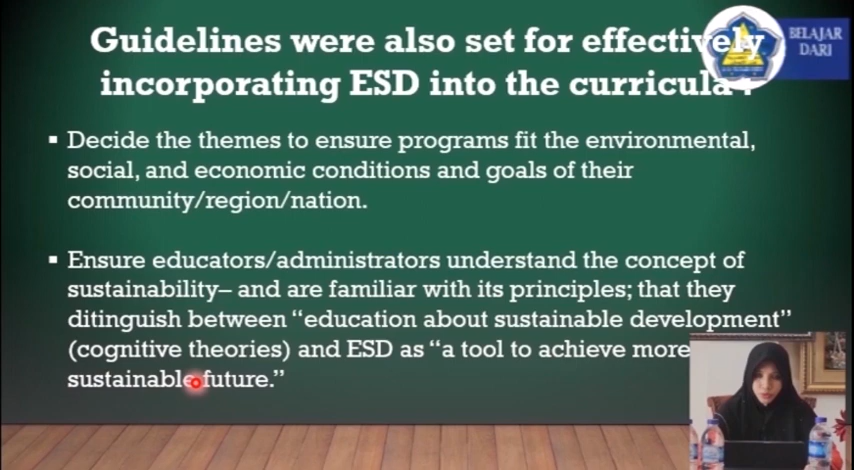 Guidelines were also set for effectively
incorporating ESD into the curricula :
BELAJAR
DARI
▪ Decide the themes to ensure programs fit the environmental,
social, and economic conditions and goals of their
community/region/nation.
▪ Ensure educators/administrators understand the concept of
sustainability– and are familiar with its principles; that they
ditinguish between “education about sustainable development”
(cognitive theories) and ESD as “a tool to achieve more
sustainable future.”